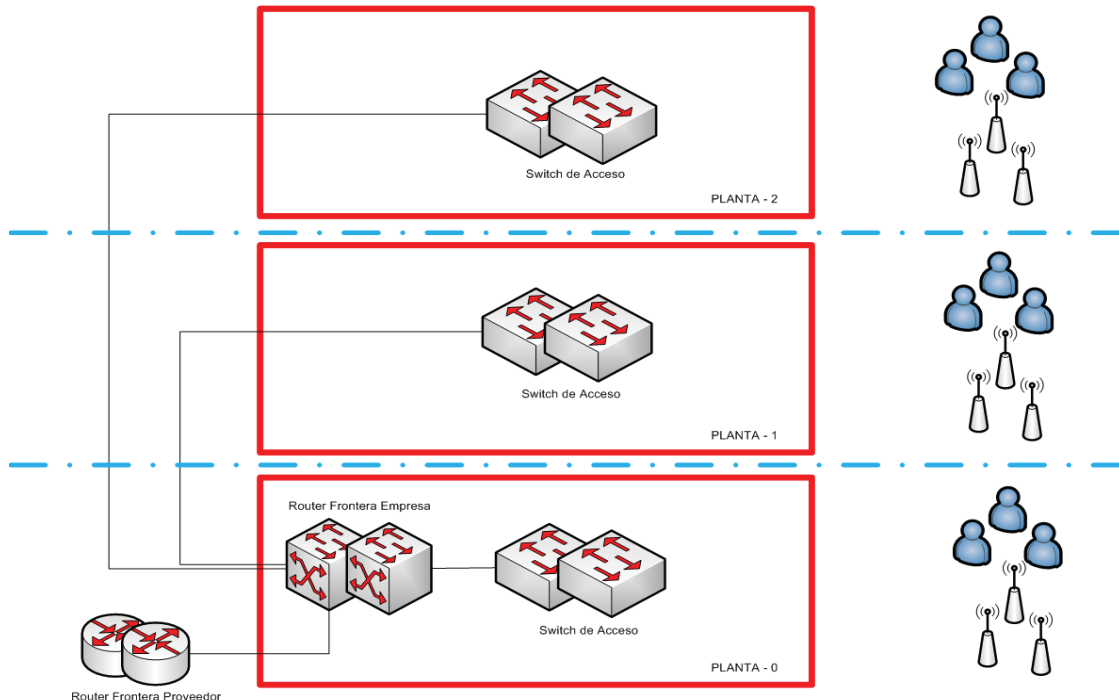 Switch de Acceso
PLANTA - 2
Switch de Acceso
PLANTA - 1
Router Frontera Empresa
Switch de Acceso
PLANTA - 0
Router Frontera Proveedor